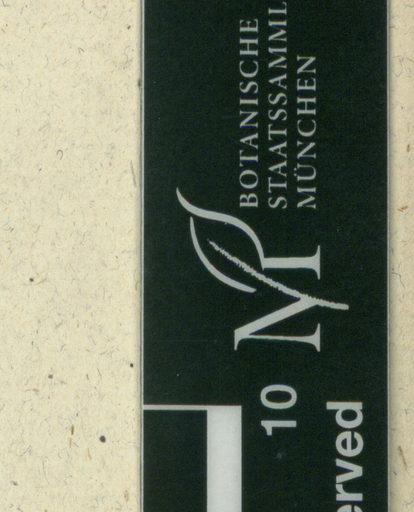 BOTANISCHE
STAATSSAMML
MÜNCHEN
M
10
erved